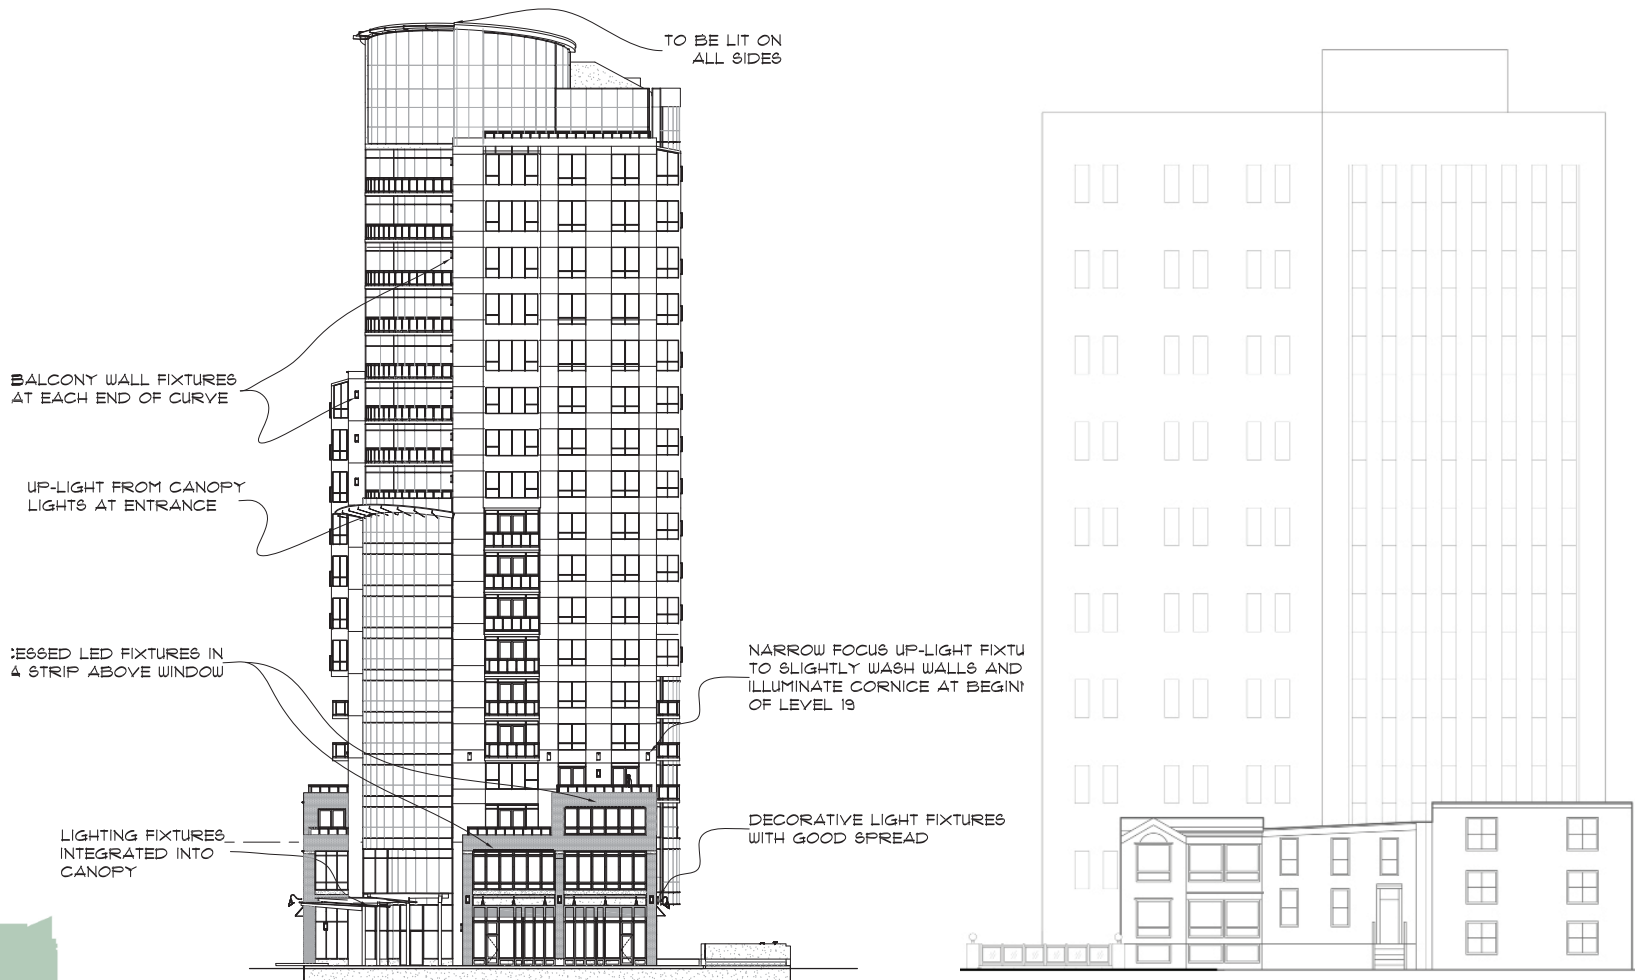 TO BE LIT ON
ALL SIDES
BALCONY WALL FIXTURES
AT EACH END OF CURVE
UP-LIGHT FROM CANOPY
LIGHTS AT ENTRANCE
ESSED LED FIXTURES IN
A STRIP ABOVE WINDOW
NARROW FOCUS UP-LIGHT FIXTU
TO SLIGHTLY WASH WALLS AND
ILLUMINATE CORNICE AT BEGIN
OF LEVEL 19
LIGHTING FIXTURES
INTEGRATED INTO
CANOPY
DECORATIVE LIGHT FIXTURES
WITH GOOD SPREAD